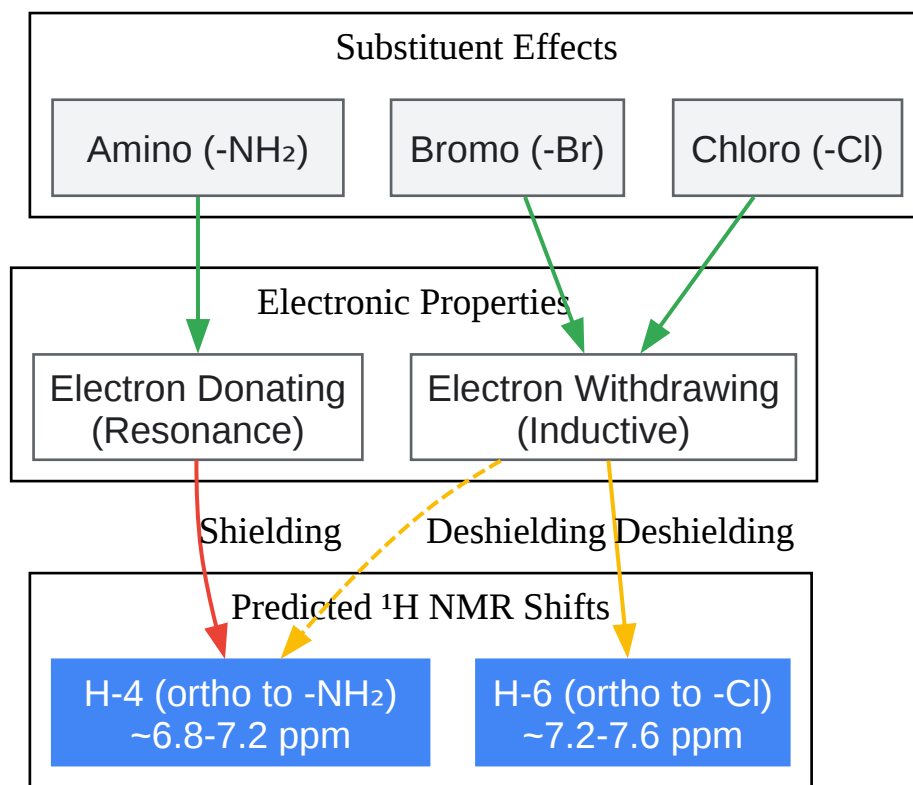 Substituent Effects
Amino (-NH₂)
Bromo (-Br)
Chloro (-Cl)
Electronic Properties
Electron Donating
(Resonance)
Electron Withdrawing
(Inductive)
Shielding
Deshielding
Deshielding
Predicted ¹H NMR Shifts
H-4 (ortho to -NH₂)
~6.8-7.2 ppm
H-6 (ortho to -Cl)
~7.2-7.6 ppm